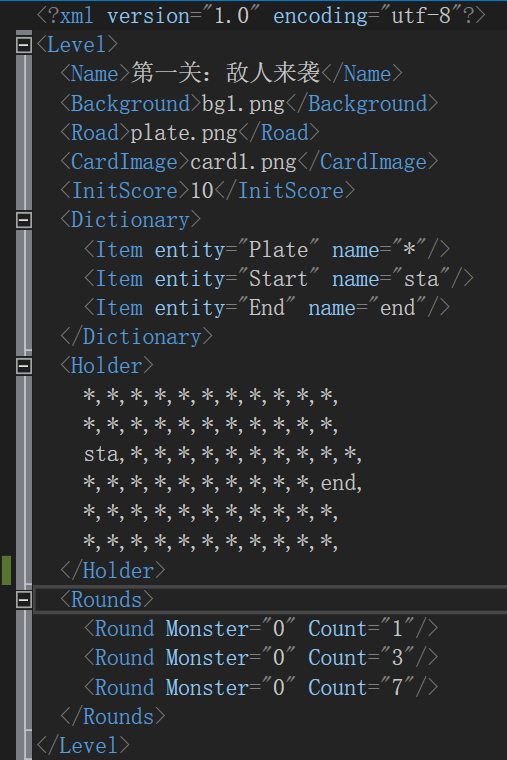 <?xml version="1.0" encoding="utf-8"?>
<Level>
<Name>第一关：敌人来袭</Name>
<Background>bg1.png</Background>
<Road>plate.png</Road>
<CardImage>card1.png</CardImage>
<InitScore>10</InitScore>
<Dictionary>
<Item entity="Plate" name="*"/>
<Item entity="Start" name="sta"/>
<Item entity="End" name="end"/>
</Dictionary>
<Holder>
*,*,*,*,*,*,*,*,*,*,*,
*,*,*,*,*,*,*,*,*,*,*,
sta,*,*,*,*,*,*,*,*,*,*,
*,*,*,*,*,*,*,*,*,*,end,
*,*,*,*,*,*,*,*,*,*,*,
*,*,*,*,*,*,*,*,*,*,*,
</Holder>
<Rounds>
<Round Monster="0" Count="1"/>
<Round Monster="0" Count="3"/>
<Round Monster="0" Count="7"/>
</Rounds>
</Level>